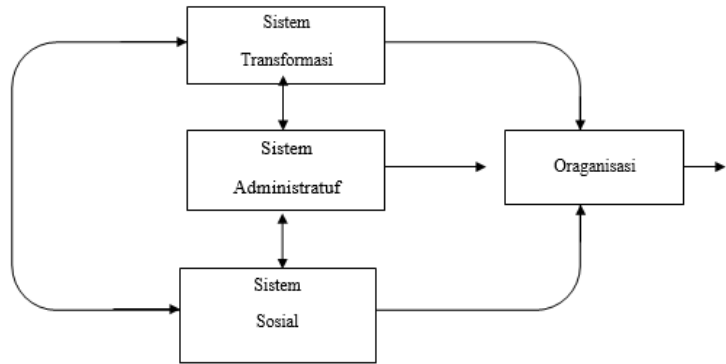 Sistem
Transformasi
Sistem
Administratuf
Oraganisasi
Sistem
Sosial